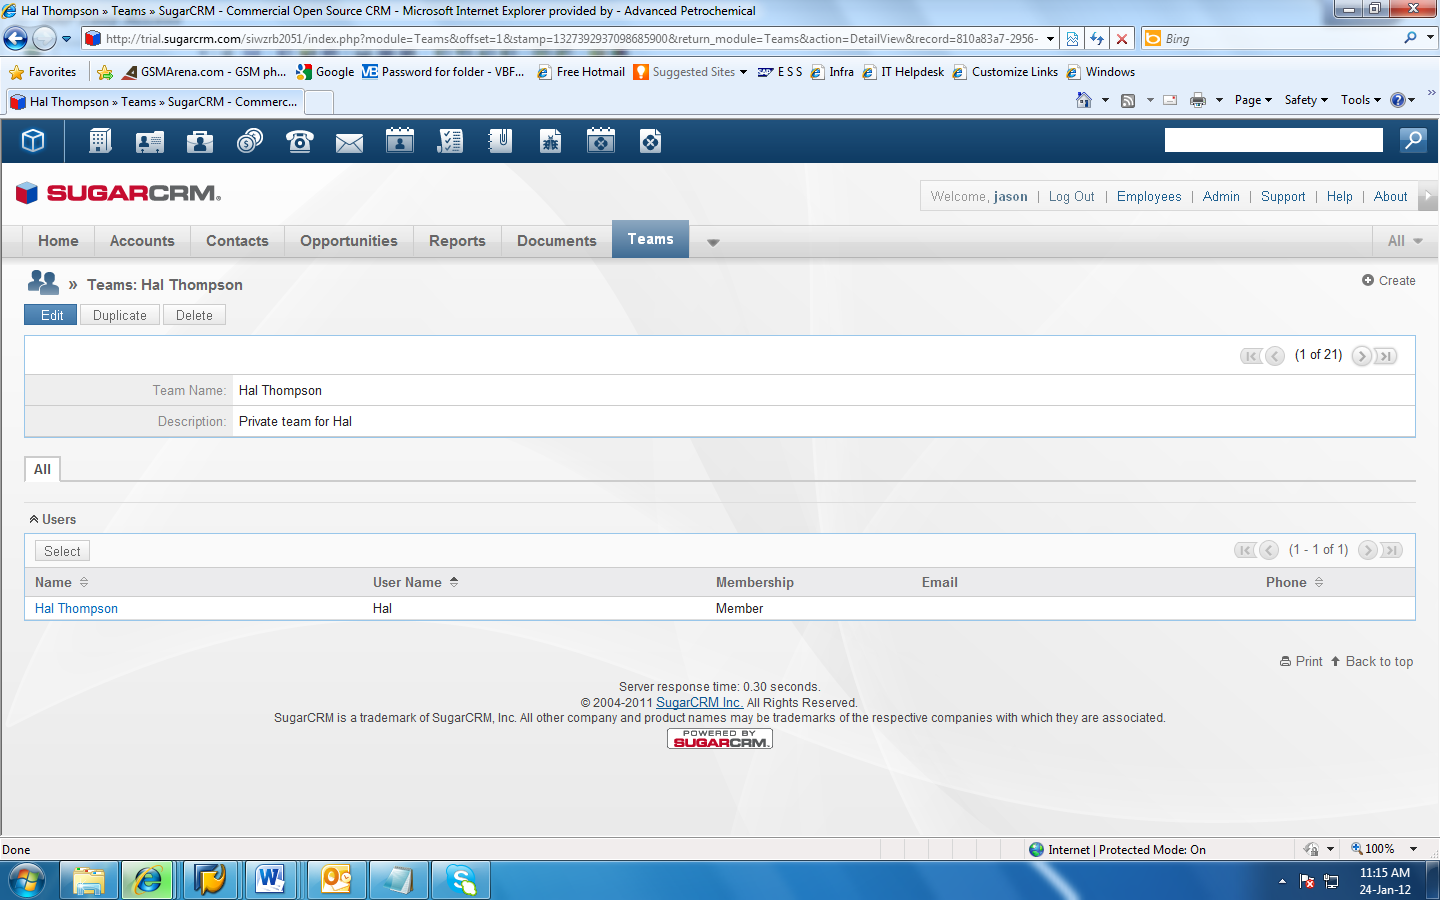 Hal Thompson » Teams » SugarCRM - Commercial Open Source CRM - Microsoft Internet Explorer provided by - Advanced Petrochemical
http://trial.sugarcrm.com/siwzrb2051/index.php?module=Teams&offset=1&stamp=1327392937098685900&return_module=Teams&action=DetailView&record=810a83a7-2956- Bing
Favorites GSMArena.com - GSM ph... Google Password for folder - VBF... Free Hotmail Suggested Sites E S S Infra IT Helpdesk Customize Links Windows
Hal Thompson » Teams » SugarCRM - Commerc... Page Safety Tools
SUGARCRM. Welcome, jason | Log Out | Employees | Admin | Support | Help | About
Home Accounts Contacts Opportunities Reports Documents Teams All
» Teams: Hal Thompson Create
Edit Duplicate Delete
(1 of 21)
Team Name: Hal Thompson
Description: Private team for Hal
All
Users
Select (1 - 1 of 1)
Name User Name Membership Email Phone
Hal Thompson Hal Member
Print Back to top
Server response time: 0.30 seconds.
© 2004-2011 SugarCRM Inc. All Rights Reserved.
SugarCRM is a trademark of SugarCRM, Inc. All other company and product names may be trademarks of the respective companies with which they are associated.
POWERED BY
SUGARCRM.
Done Internet | Protected Mode: On 100%
11:15 AM
24-Jan-12